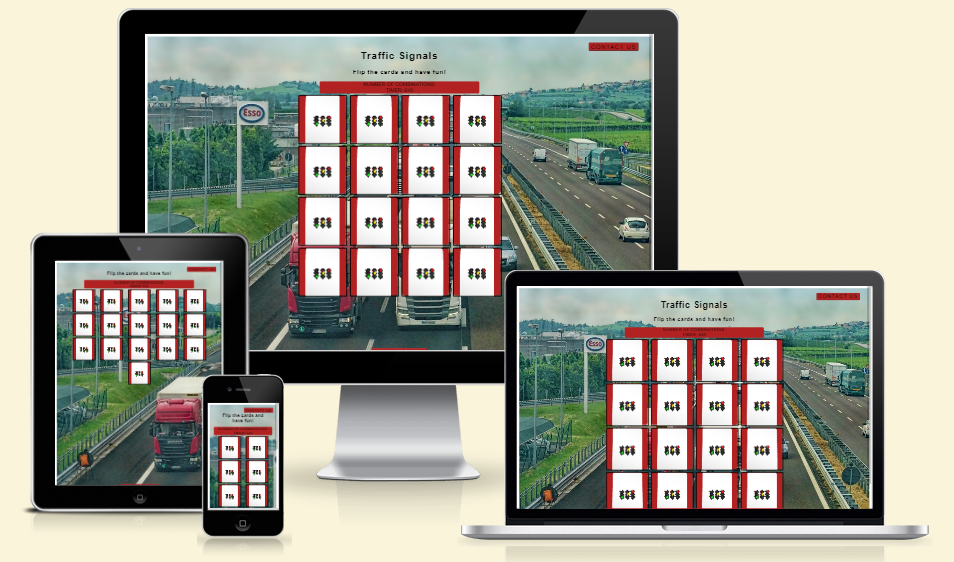 CONTACT US
Traffic Signals
Flip the cards and have fun!
NUMBER OF COMBINATIONS:
Esso
CONTACT US
Flip the cards and have fun!
Flip the cards and
have fun!
CONTACT US
Traffic Signals
Flip the cards and have fun!
NUMBER OF COMBINATIONS:
Esso